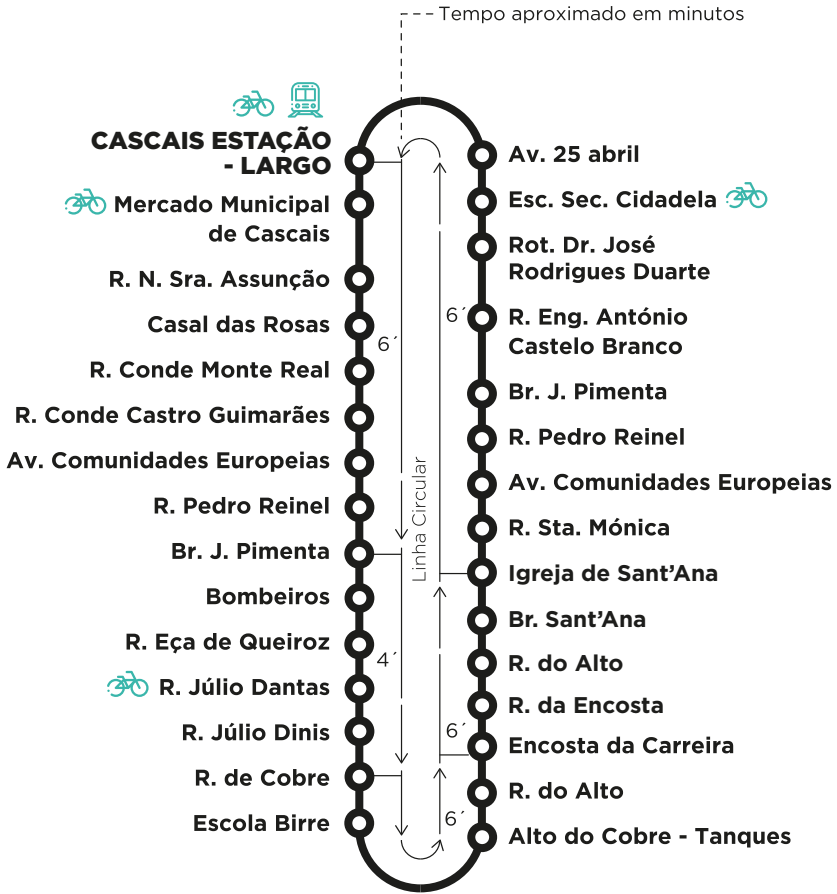 Tempo aproximado em minutos
CASCAIS ESTAÇÃO
- LARGO
Mercado Municipal
de Cascais
R. N. Sra. Assunção
Casal das Rosas
R. Conde Monte Real
R. Conde Castro Guimarães
Av. Comunidades Europeias
R. Pedro Reinel
Br. J. Pimenta
Bombeiros
R. Eça de Queiroz
R. Júlio Dantas
R. Júlio Dinis
R. de Cobre
Escola Birre
6´
4´
Linha Circular
6´
6´
6´
Av. 25 abril
Esc. Sec. Cidadela
Rot. Dr. José
Rodrigues Duarte
R. Eng. António
Castelo Branco
Br. J. Pimenta
R. Pedro Reinel
Av. Comunidades Europeias
R. Sta. Mónica
Igreja de Sant’Ana
Br. Sant’Ana
R. do Alto
R. da Encosta
Encosta da Carreira
R. do Alto
Alto do Cobre - Tanques